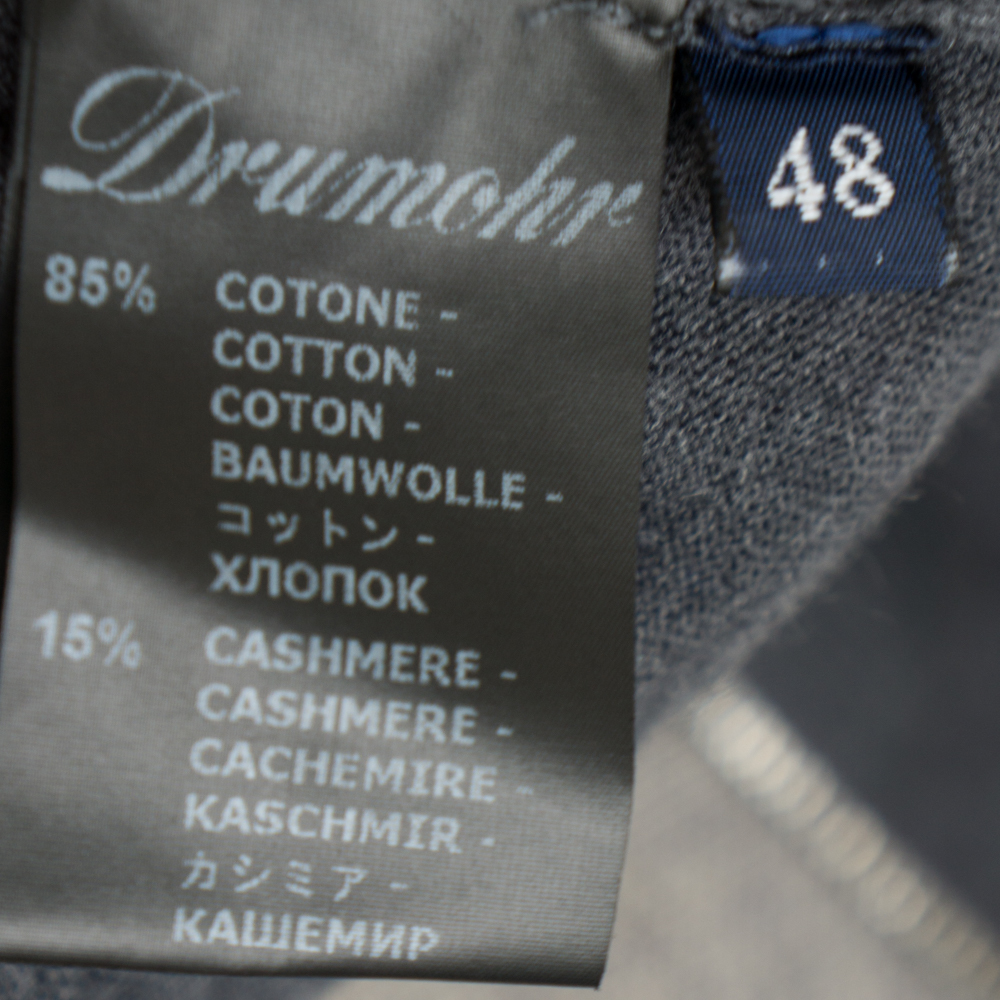 Drumohr
48
85% COTONE -
COTTON -
COTON -
BAUMWOLLE -
コットン -
ХЛОПОК
15% CASHMERE -
CASHMERE -
CACHEMIRE -
KASCHMIR -
カシミア -
КАШЕМИР